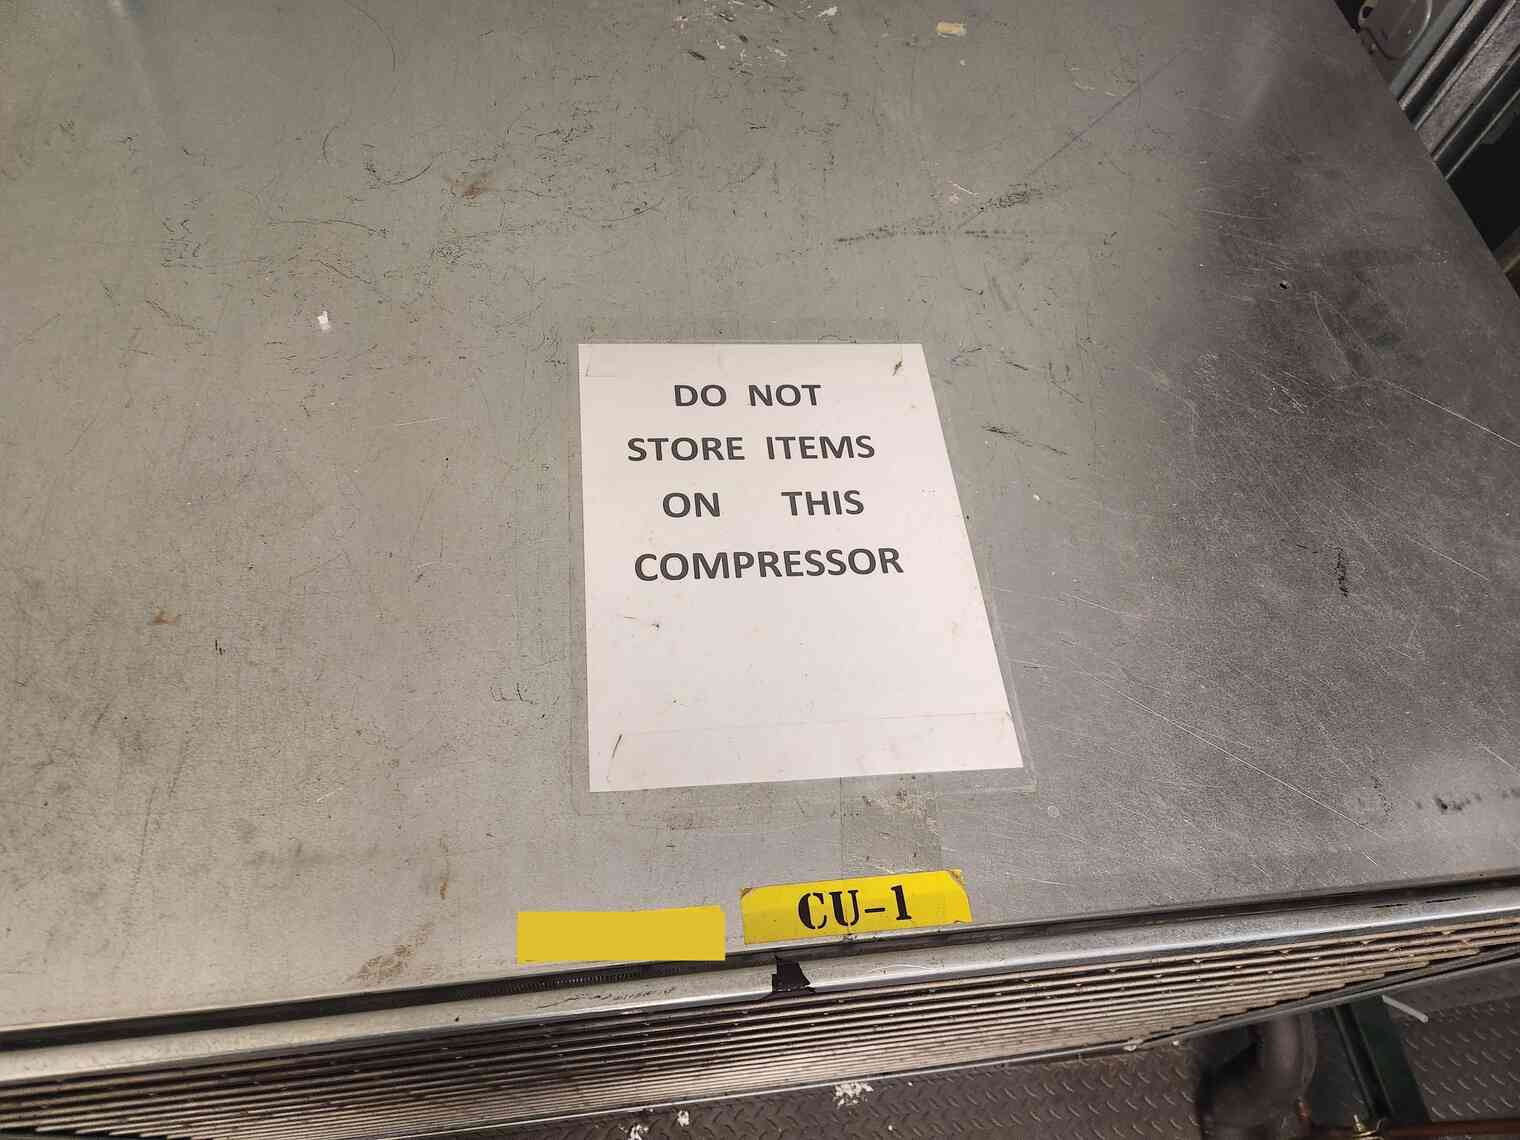 DO NOT
STORE ITEMS
ON THIS
COMPRESSOR
CU-1